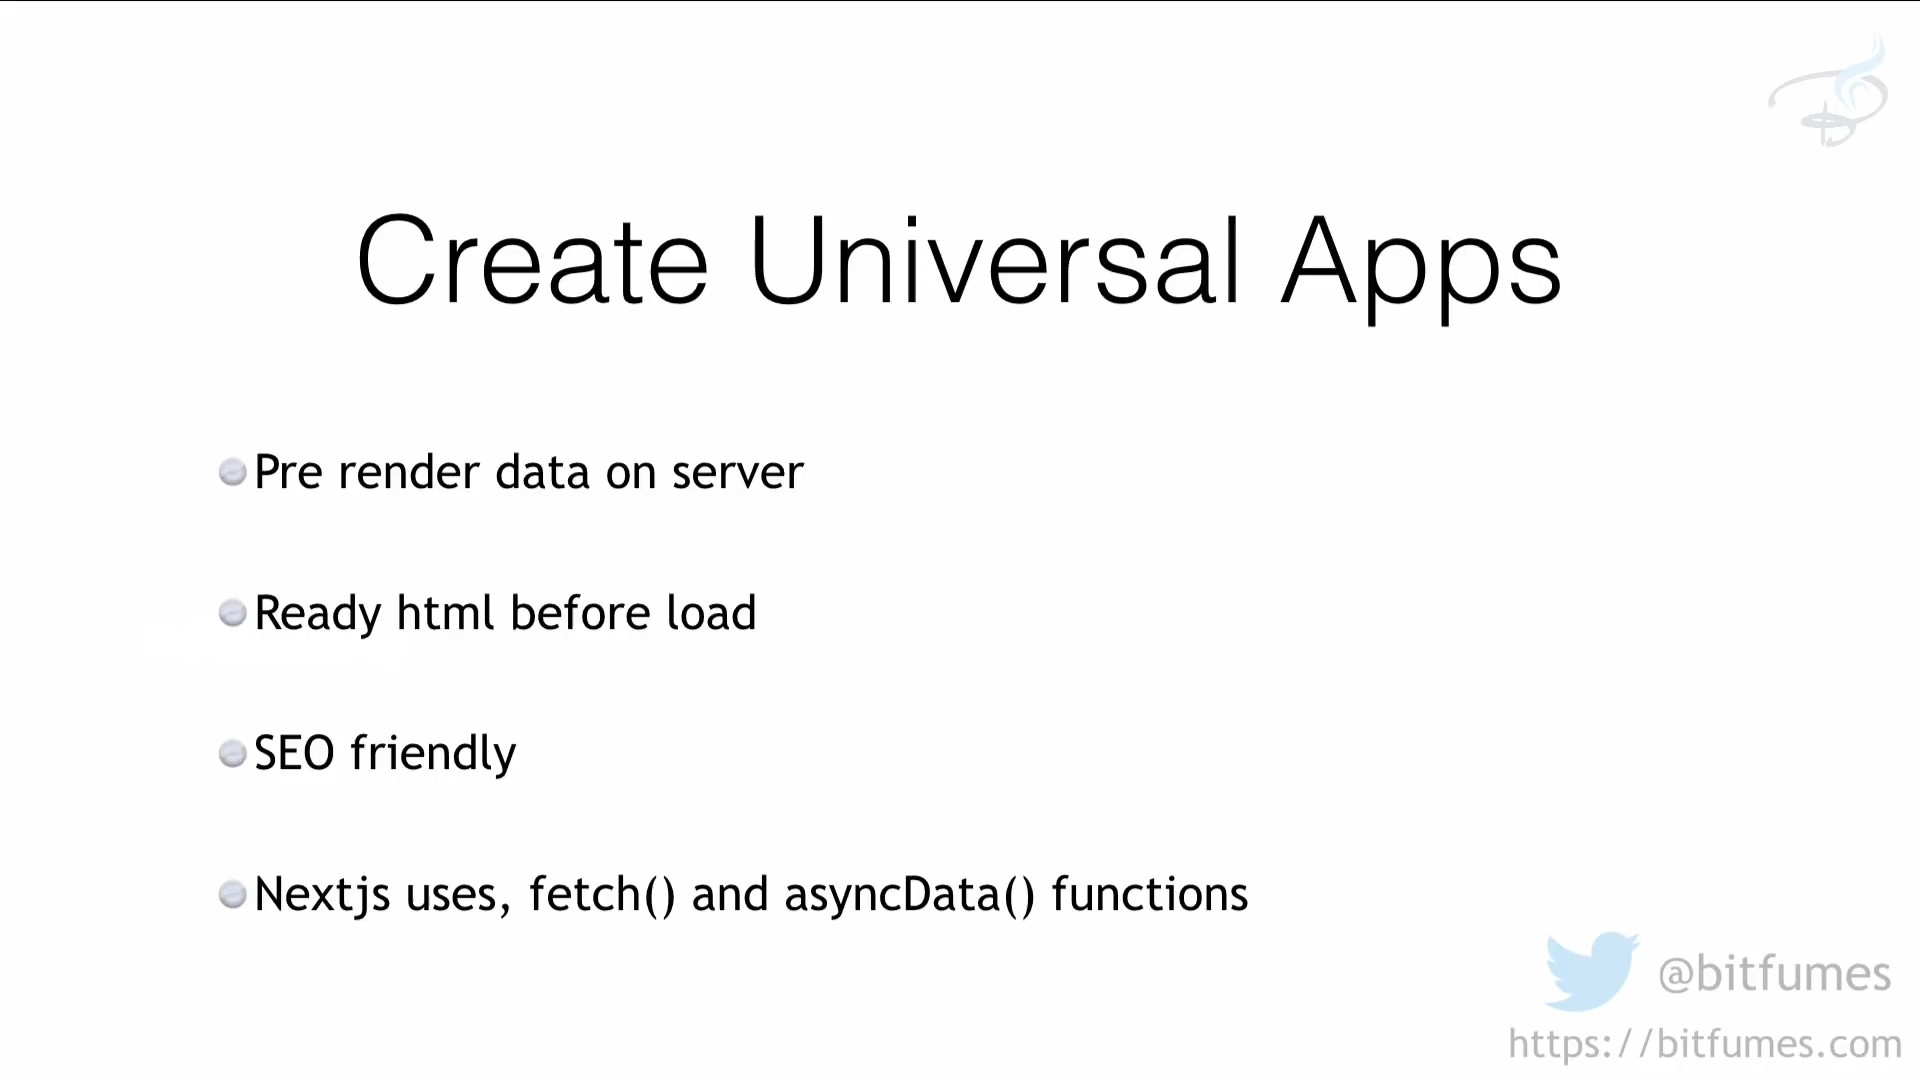 Create Universal Apps
Pre render data on server
Ready html before load
SEO friendly
Nextjs uses, fetch() and asyncData() functions
@bitfumes
https://bitfumes.com